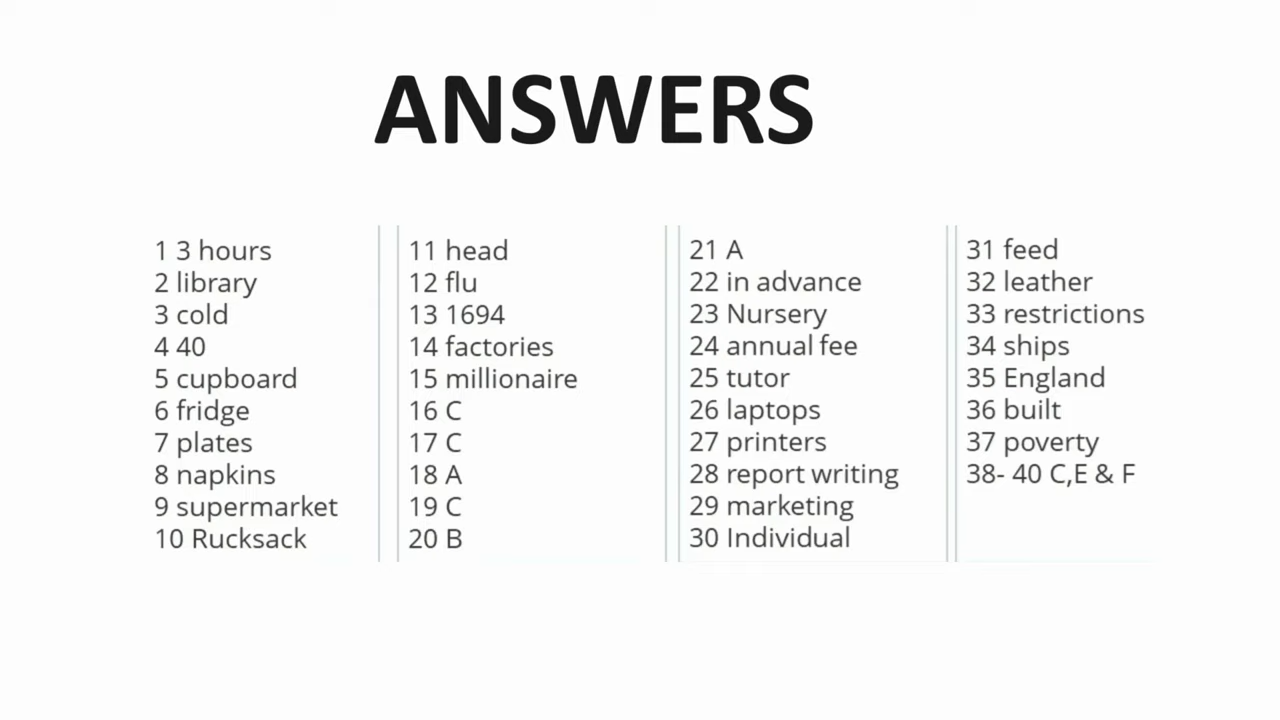 ANSWERS
1 3 hours
2 library
3 cold
4 40
5 cupboard
6 fridge
7 plates
8 napkins
9 supermarket
10 Rucksack
11 head
12 flu
13 1694
14 factories
15 millionaire
16 C
17 C
18 A
19 C
20 B
21 A
22 in advance
23 Nursery
24 annual fee
25 tutor
26 laptops
27 printers
28 report writing
29 marketing
30 Individual
31 feed
32 leather
33 restrictions
34 ships
35 England
36 built
37 poverty
38- 40 C,E & F